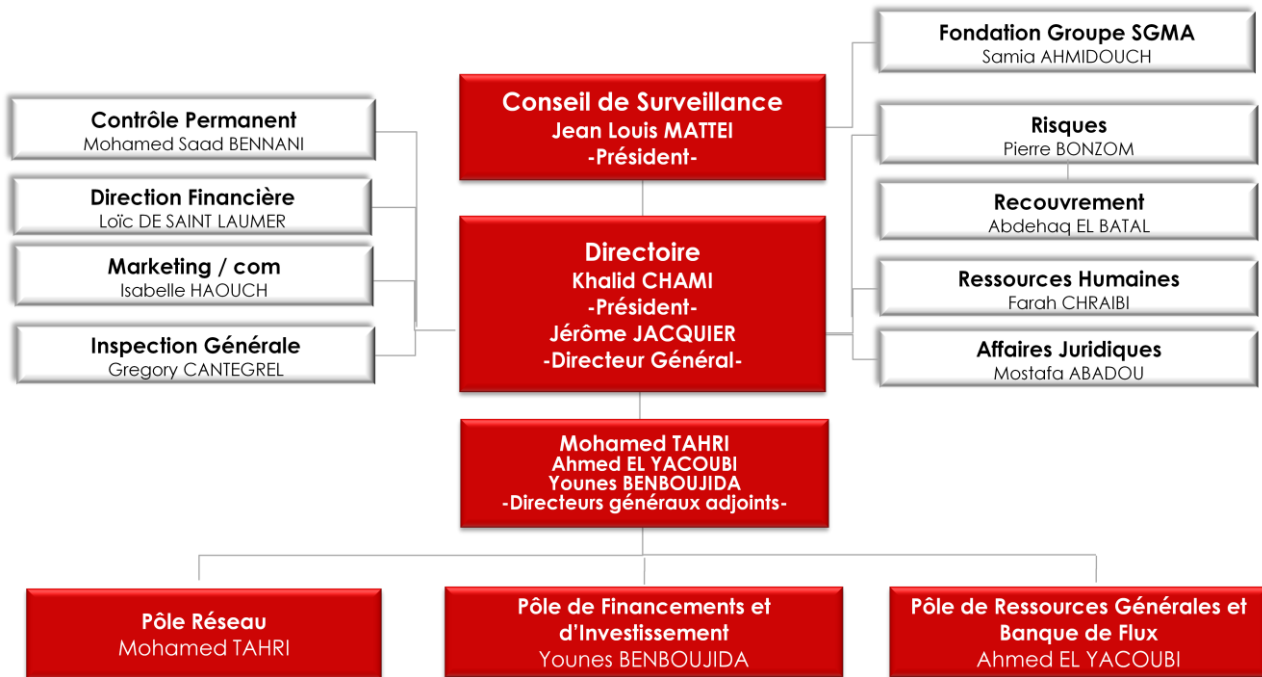 Fondation Groupe SGMA
Samia AHMIDOUCH
Conseil de Surveillance
Jean Louis MATTEI
-Président-
Contrôle Permanent
Mohamed Saad BENNANI
Direction Financière
Loïc DE SAINT LAUMER
Marketing / com
Isabelle HAOUCH
Inspection Générale
Gregory CANTEGREL
Directoire
Khalid CHAMI
-Président-
Jérôme JACQUIER
-Directeur Général-
Risques
Pierre BONZOM
Recouvrement
Abdehaq EL BATAL
Ressources Humaines
Farah CHRAIBI
Affaires Juridiques
Mostafa ABADOU
Mohamed TAHRI
Ahmed EL YACOUBI
Younes BENBOUJIDA
-Directeurs généraux adjoints-
Pôle Réseau
Mohamed TAHRI
Pôle de Financements et
d’Investissement
Younes BENBOUJIDA
Pôle de Ressources Générales et
Banque de Flux
Ahmed EL YACOUBI